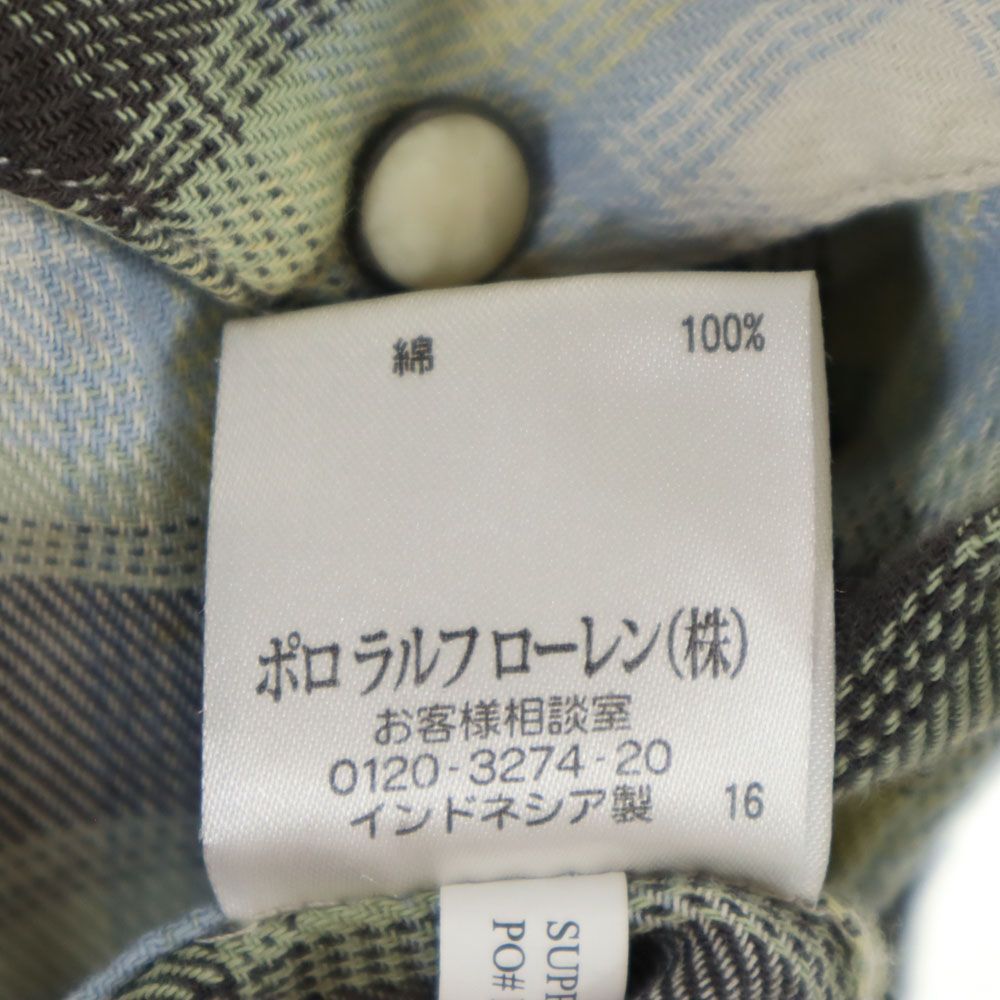 綿 100%
ポロ ラルフ ローレン(株)
お客様相談室
0120-3274-20
インドネシア製 16
PO#